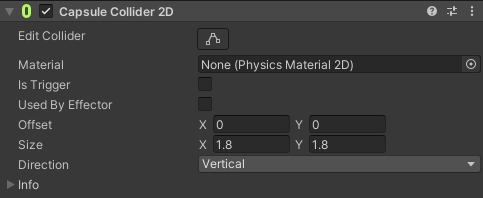 Capsule Collider 2D
Edit Collider
Material None (Physics Material 2D)
Is Trigger
Used By Effector
Offset X 0 Y 0
Size X 1.8 Y 1.8
Direction Vertical
Info